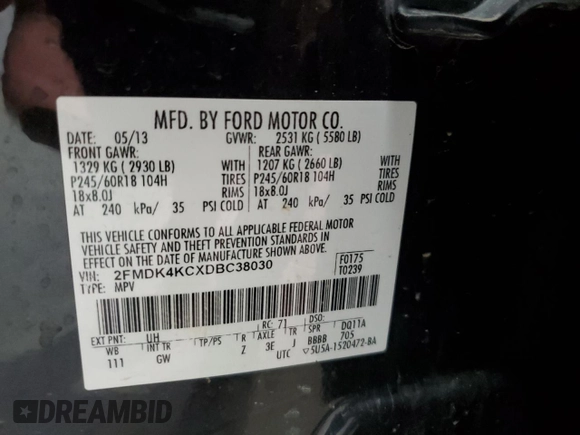 MFD. BY FORD MOTOR CO.
DATE: 05/13 GVWR: 2531 KG ( 5580 LB)
FRONT GAWR: REAR GAWR:
1329 KG ( 2930 LB) WITH 1207 KG ( 2660 LB) WITH
P245/60R18 104H TIRES P245/60R18 104H TIRES
18x8.0J RIMS 18x8.0J RIMS
AT 240 kPa/ 35 PSI COLD AT 240 kPa/ 35 PSI COLD
THIS VEHICLE CONFORMS TO ALL APPLICABLE FEDERAL MOTOR
VEHICLE SAFETY AND THEFT PREVENTION STANDARDS IN
EFFECT ON THE DATE OF MANUFACTURE SHOWN ABOVE.
VIN: 2FMDK4KCXDBC38030 F0175
TYPE: MPV T0239
EXT PNT: UH RC: 71 DSO:
WB INT TR TP/PS R AXLE TR SPR DQ11A
111 GW Z 3E J BBBB 705
UTC 5U5A-1520472-BA
DREAMBID